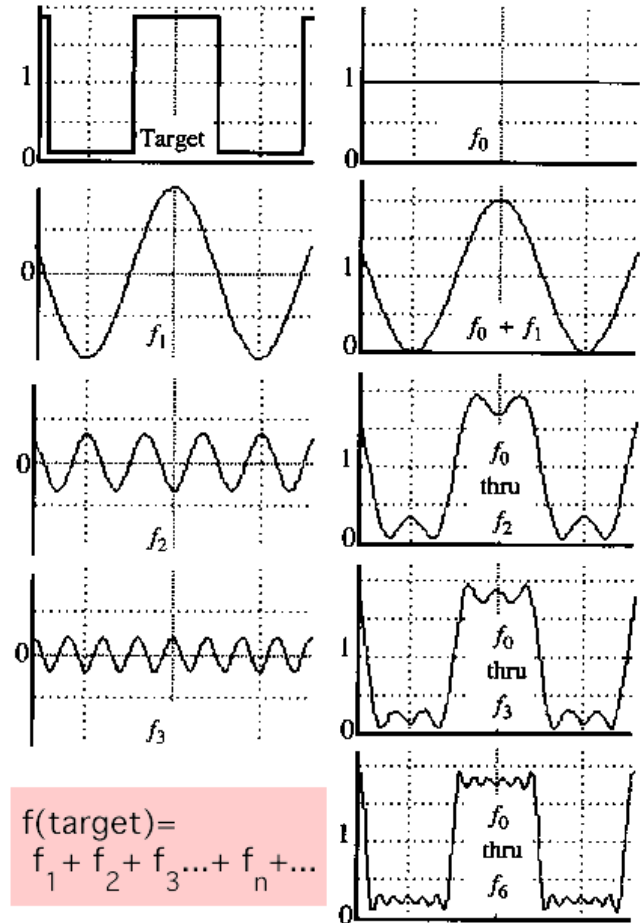 1
0
Target
1
0
f0
0
f1
1
0
f0 + f1
0
f2
1
0
f0
thru
f2
0
f3
1
0
f0
thru
f3
f(target)=
f1 + f2 + f3...+ fn+...
1
0
f0
thru
f6